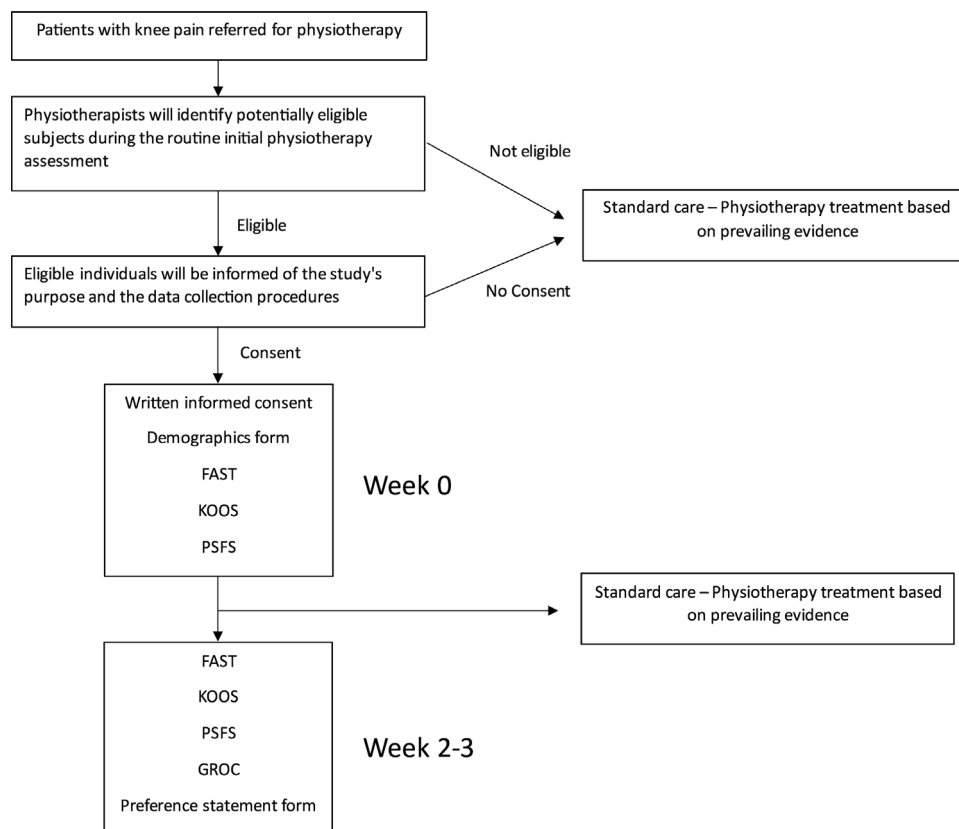 Patients with knee pain referred for physiotherapy
Physiotherapists will identify potentially eligible
subjects during the routine initial physiotherapy
assessment
Not eligible
Standard care – Physiotherapy treatment based
on prevailing evidence
Eligible
Eligible individuals will be informed of the study's
purpose and the data collection procedures
No Consent
Consent
Written informed consent
Demographics form
FAST
KOOS
PSFS
Week 0
Standard care – Physiotherapy treatment based
on prevailing evidence
FAST
KOOS
PSFS
GROC
Preference statement form
Week 2-3